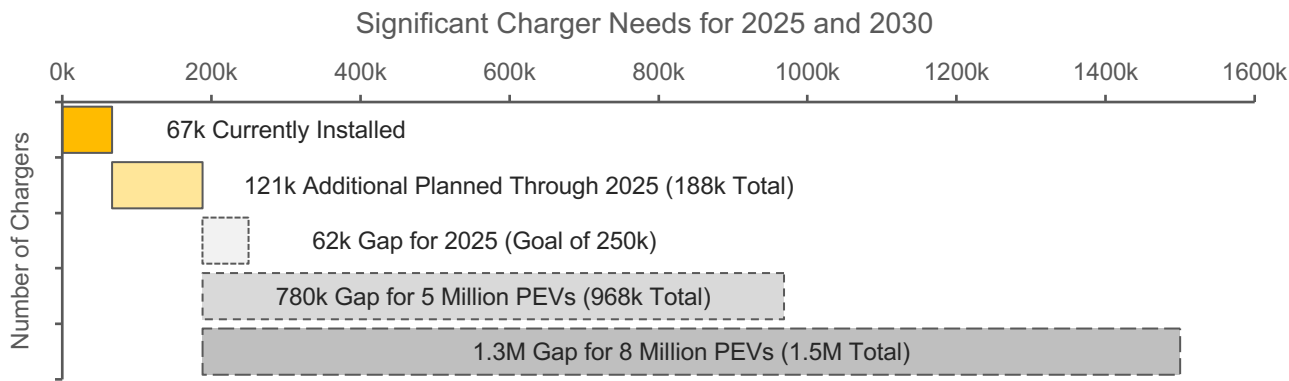 Significant Charger Needs for 2025 and 2030
0k 200k 400k 600k 800k 1000k 1200k 1400k 1600k
Number of Chargers
67k Currently Installed
121k Additional Planned Through 2025 (188k Total)
62k Gap for 2025 (Goal of 250k)
780k Gap for 5 Million PEVs (968k Total)
1.3M Gap for 8 Million PEVs (1.5M Total)